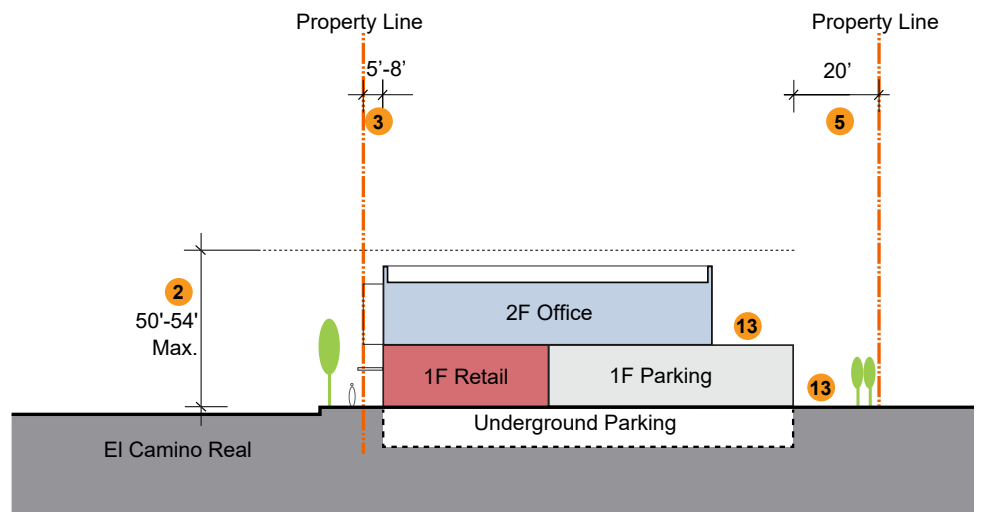 Property Line
Property Line
5’-8’
20’
3
5
2
50'-54'
Max.
2F Office
13
1F Retail
1F Parking
13
Underground Parking
El Camino Real